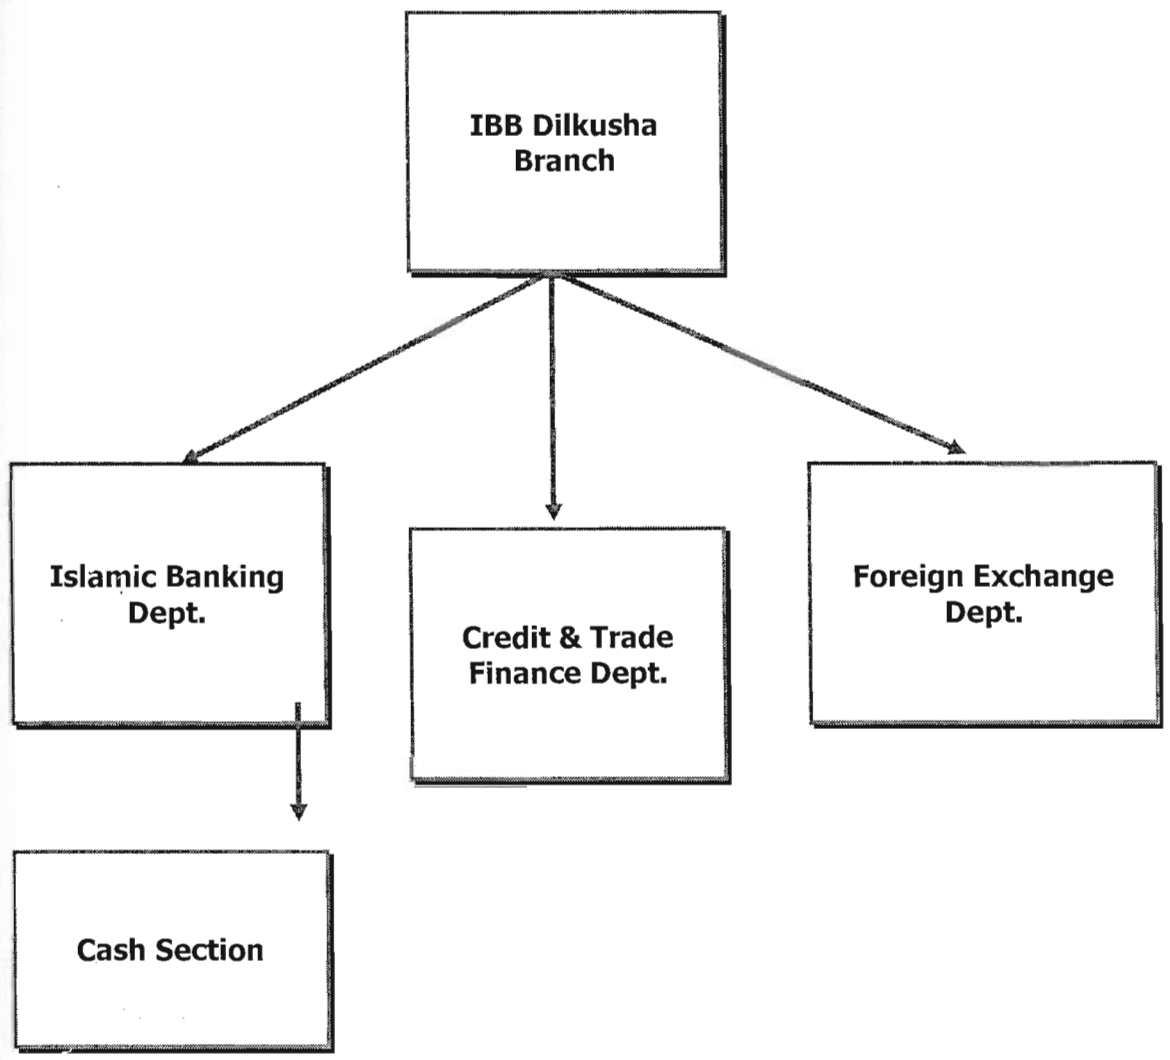 IBB Dilkusha
Branch
Islamic Banking
Dept.
Credit & Trade
Finance Dept.
Foreign Exchange
Dept.
Cash Section